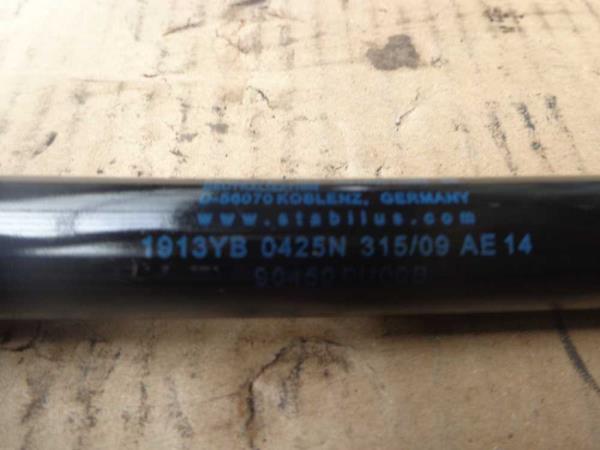 D-56070 KOBLENZ, GERMANY
www.stabilus.com
1913YB 0425N 315/09 AE 14